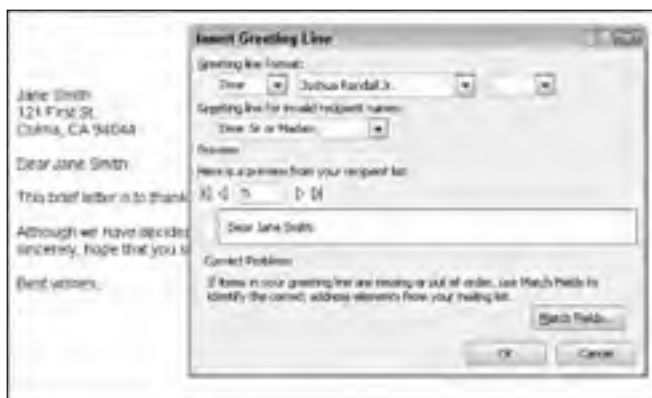 Jane Smith
121 First St.
Colma, CA 94044
Dear Jane Smith
This brief letter is to thank
Although we have decided
sincerely, hope that you
Best wishes,
Insert Greeting Line
Greeting line format:
Dear Joshua Randall Jr.
Greeting line for invalid recipient names:
Dear Sir or Madam,
Preview
Here is a preview from your recipient list:
Dear Jane Smith
Correct Problems
If items in your greeting line are missing or out of order, use Match Fields to
identify the correct address elements from your mailing list.
Match Fields...
OK Cancel